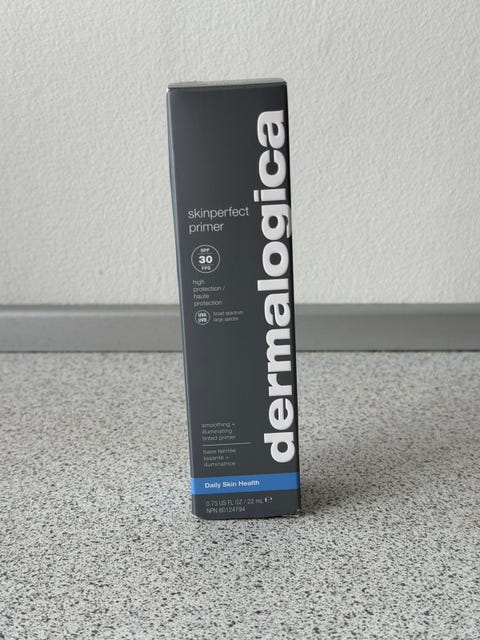 dermalogica
skinperfect
primer
SPF
30
FPS
high
protection /
haute
protection
UVA
UVB
broad spectrum
large spectre
smoothing +
illuminating
tinted primer
base teintée
lissante +
illuminatrice
Daily Skin Health
0.75 US FL OZ / 22 mL ℮
NPN 80124794